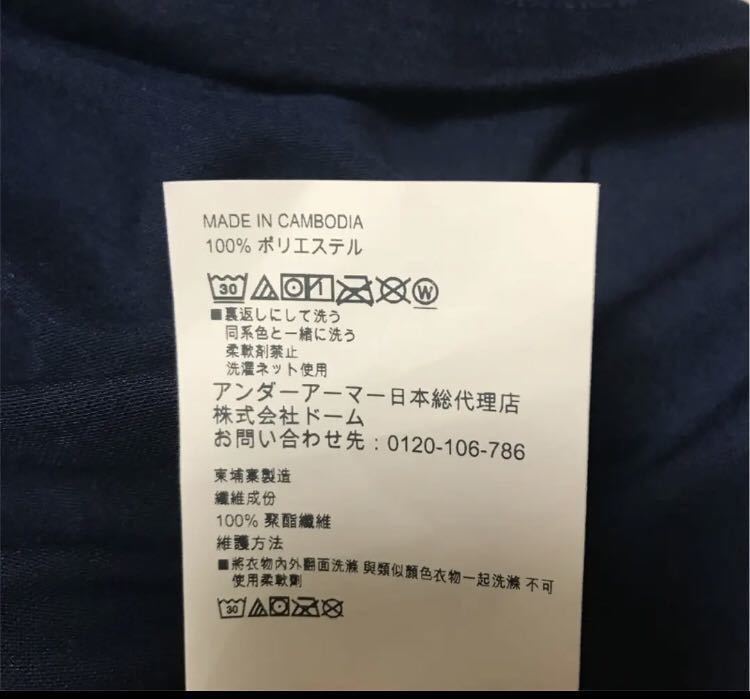 MADE IN CAMBODIA
100% ポリエステル
30 W
■裏返しにして洗う
同系色と一緒に洗う
柔軟剤禁止
洗濯ネット使用
アンダーアーマー日本総代理店
株式会社ドーム
お問い合わせ先：0120-106-786
柬埔寨製造
纖維成份
100% 聚酯纖維
維護方法
■將衣物內外翻面洗滌 與類似顏色衣物一起洗滌 不可
使用柔軟劑
30